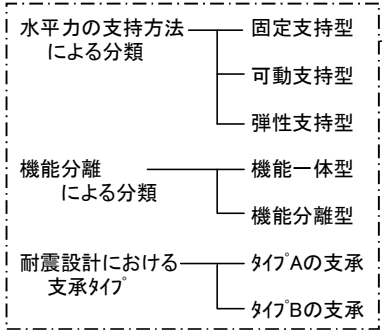 水平力の支持方法
による分類
固定支持型
可動支持型
弾性支持型
機能分離
による分類
機能一体型
機能分離型
耐震設計における
支承ﾀｲﾌﾟ
ﾀｲﾌﾟAの支承
ﾀｲﾌﾟBの支承